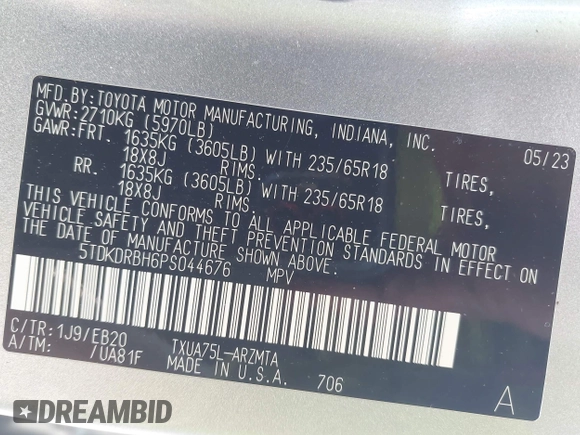 MFD.BY:TOYOTA MOTOR MANUFACTURING, INDIANA, INC. 05/23
GVWR:2710KG (5970LB)
GAWR:FRT. 1635KG (3605LB) WITH 235/65R18 TIRES,
18X8J RIMS.
RR. 1635KG (3605LB) WITH 235/65R18 TIRES,
18X8J RIMS.
THIS VEHICLE CONFORMS TO ALL APPLICABLE FEDERAL MOTOR
VEHICLE SAFETY AND THEFT PREVENTION STANDARDS IN EFFECT ON
THE DATE OF MANUFACTURE SHOWN ABOVE.
5TDKDRBH6PS044676 MPV
C/TR:1J9/EB20 TXUA75L-ARZMTA
A/TM: /UA81F MADE IN U.S.A. 706 A
DREAMBID